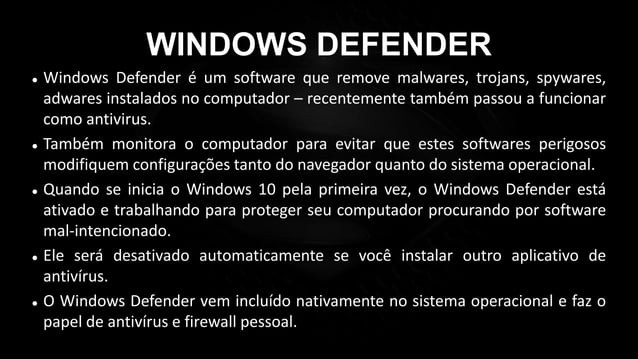 WINDOWS DEFENDER
● Windows Defender é um software que remove malwares, trojans, spywares,
adwares instalados no computador – recentemente também passou a funcionar
como antivirus.
● Também monitora o computador para evitar que estes softwares perigosos
modifiquem configurações tanto do navegador quanto do sistema operacional.
● Quando se inicia o Windows 10 pela primeira vez, o Windows Defender está
ativado e trabalhando para proteger seu computador procurando por software
mal-intencionado.
● Ele será desativado automaticamente se você instalar outro aplicativo de
antivírus.
● O Windows Defender vem incluído nativamente no sistema operacional e faz o
papel de antivírus e firewall pessoal.